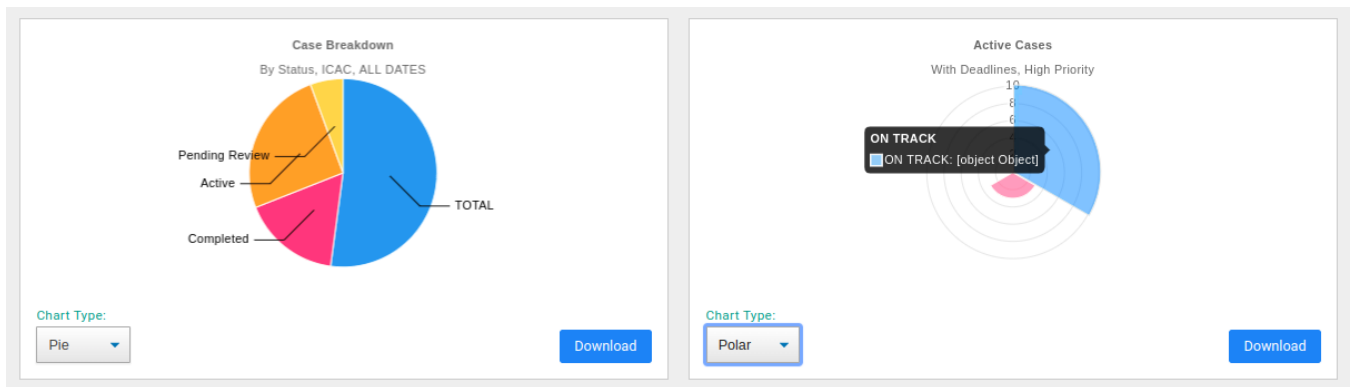 Case Breakdown
By Status, ICAC, ALL DATES
Pending Review
Active
Completed
TOTAL
Chart Type:
Pie
Download
Active Cases
With Deadlines, High Priority
10
8
6
ON TRACK
ON TRACK: [object Object]
Chart Type:
Polar
Download